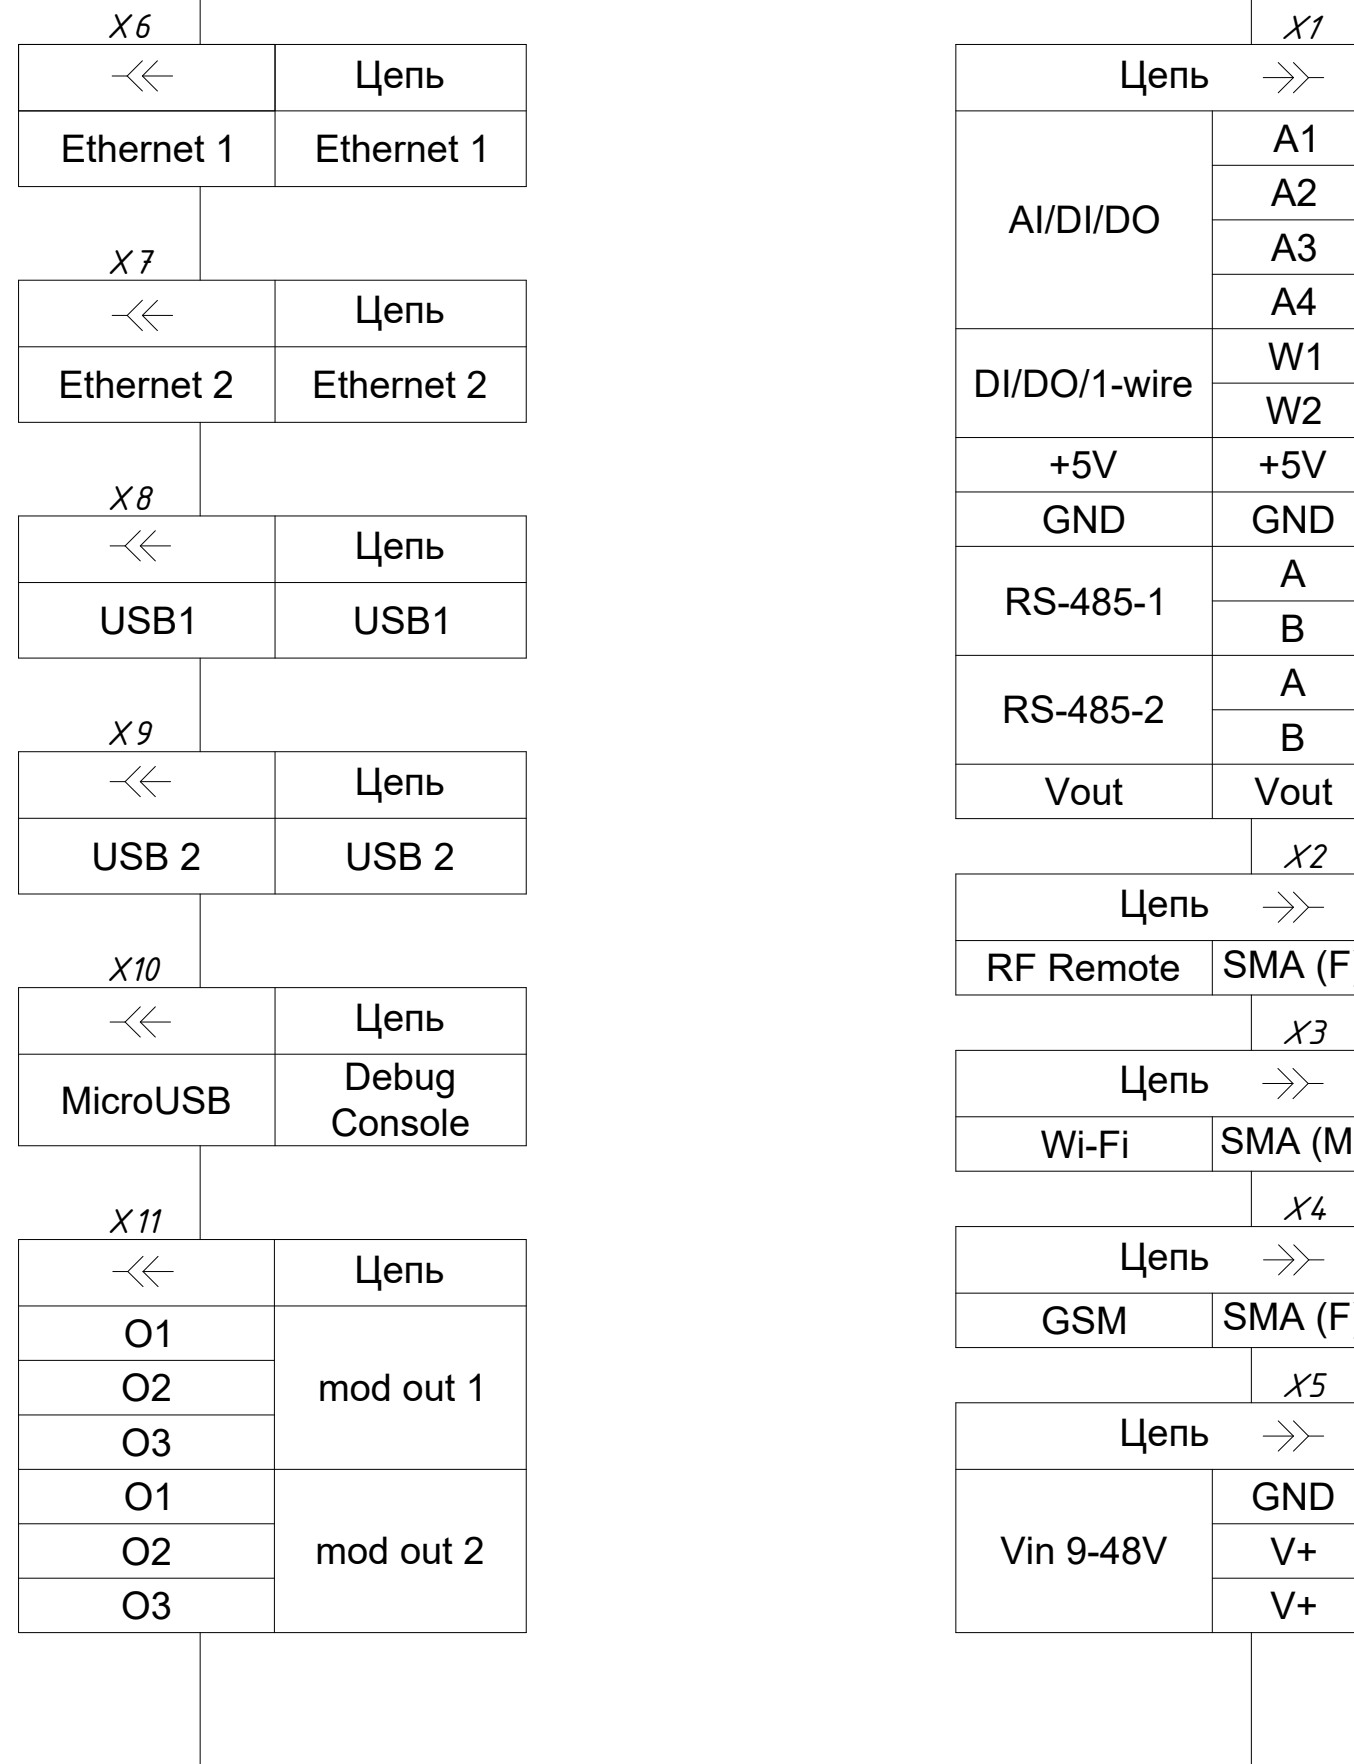 X6
Цепь
Ethernet 1 Ethernet 1
X7
Цепь
Ethernet 2 Ethernet 2
X8
Цепь
USB1 USB1
X9
Цепь
USB 2 USB 2
X10
Цепь
MicroUSB Debug
Console
X11
Цепь
O1
O2 mod out 1
O3
O1
O2 mod out 2
O3
X1
Цепь
A1
A2
AI/DI/DO
A3
A4
W1
DI/DO/1-wire
W2
+5V +5V
GND GND
A
RS-485-1
B
A
RS-485-2
B
Vout Vout
X2
Цепь
RF Remote SMA (F)
X3
Цепь
Wi-Fi SMA (M
X4
Цепь
GSM SMA (F)
X5
Цепь
GND
Vin 9-48V V+
V+